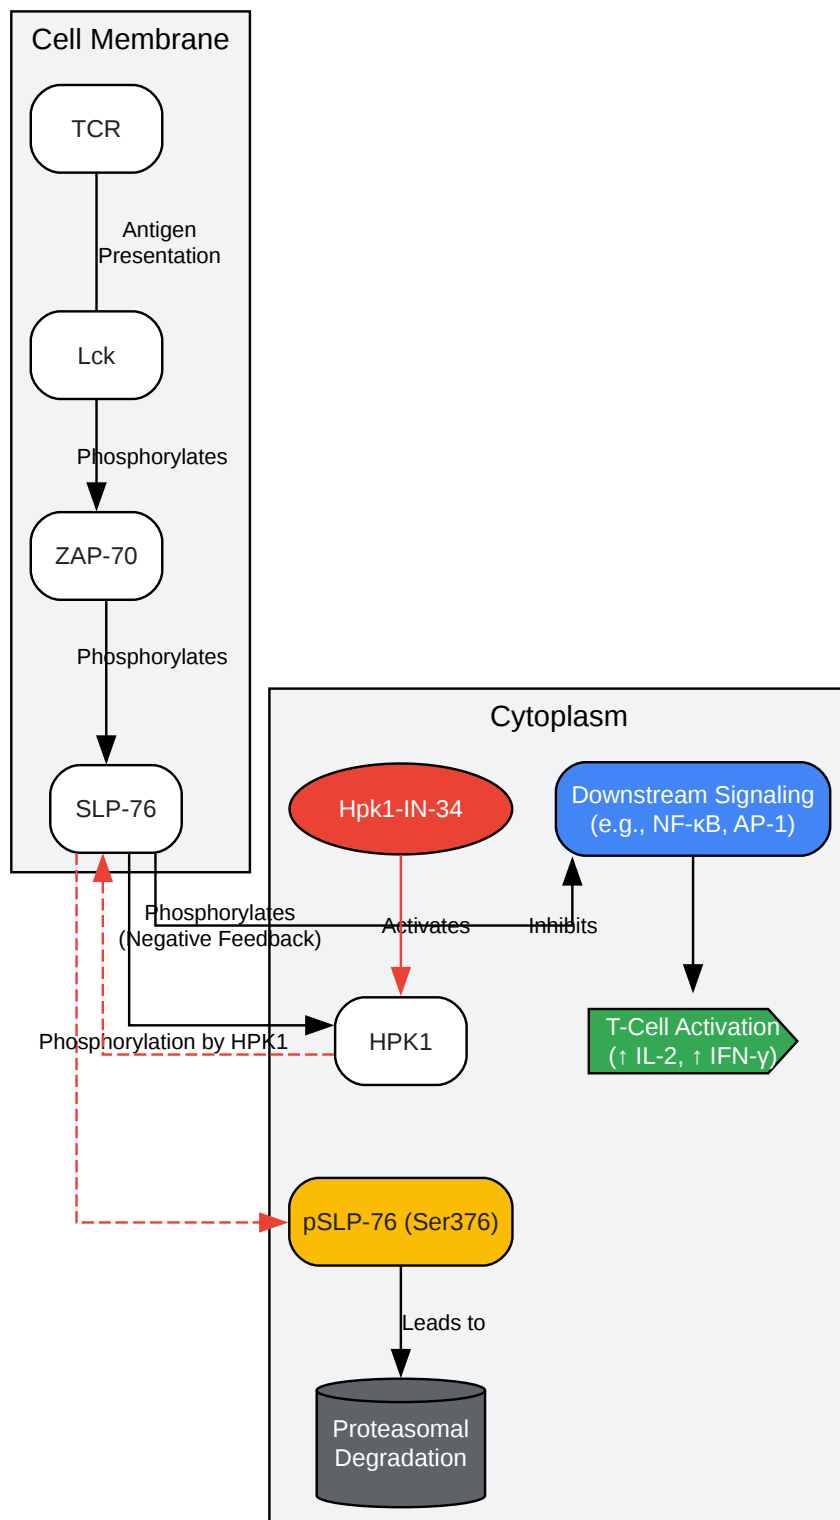 Cell Membrane
TCR
Antigen
Presentation
Lck
Phosphorylates
ZAP-70
Phosphorylates
SLP-76
Cytoplasm
Hpk1-IN-34
Downstream Signaling
(e.g., NF-κB, AP-1)
Phosphorylates
(Negative Feedback)
Activates
Inhibits
HPK1
T-Cell Activation
(↑ IL-2, ↑ IFN-γ)
Phosphorylation by HPK1
pSLP-76 (Ser376)
Leads to
Proteasomal
Degradation